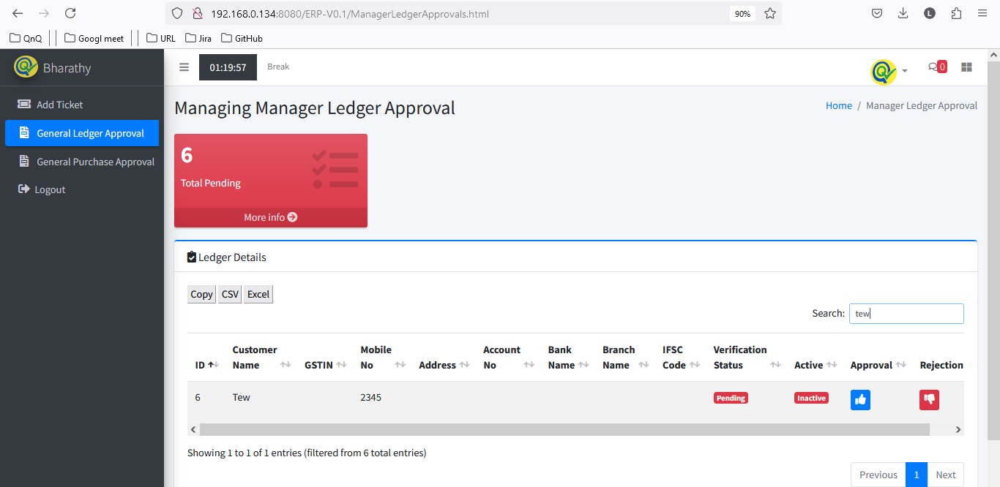 192.168.0.134:8080/ERP-V0.1/ManagerLedgerApprovals.html
90%
L
QnQ
Googl meet
URL
Jira
GitHub
Bharathy
01:19:57
Break
0
Add Ticket
General Ledger Approval
General Purchase Approval
Logout
Managing Manager Ledger Approval
Home / Manager Ledger Approval
6
Total Pending
More info
Ledger Details
Copy CSV Excel
Search: tew
ID Customer Name GSTIN Mobile No Address Account No Bank Name Branch Name IFSC Code Verification Status Active Approval Rejection
6 Tew 2345 Pending Inactive
Showing 1 to 1 of 1 entries (filtered from 6 total entries)
Previous 1 Next